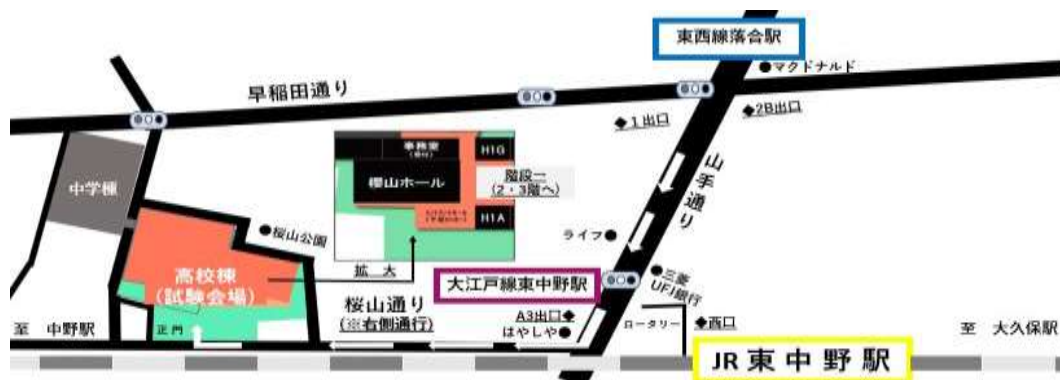 東西線落合駅
●マクドナルド
早稲田通り
◆1出口
◆2B出口
山手通り
中学棟
事務室
(受付)
櫻山ホール
H1G
階段一
(2・3階へ)
H1A
●桜山公園
拡 大
ライフ●
高校棟
(試験会場)
大江戸線東中野駅
●三菱
UFJ銀行
桜山通り
(※右側通行)
A3出口◆
はやしや●
ロータリー
◆西口
正門
至 中野駅
至 大久保駅
JR東中野駅